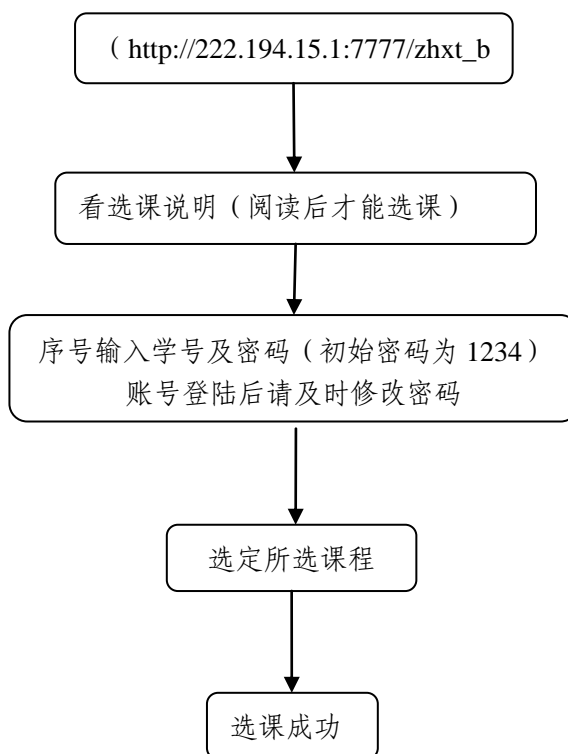 （http://222.194.15.1:7777/zhxt_b
看选课说明（阅读后才能选课）
序号输入学号及密码（初始密码为 1234）
账号登陆后请及时修改密码
选定所选课程
选课成功